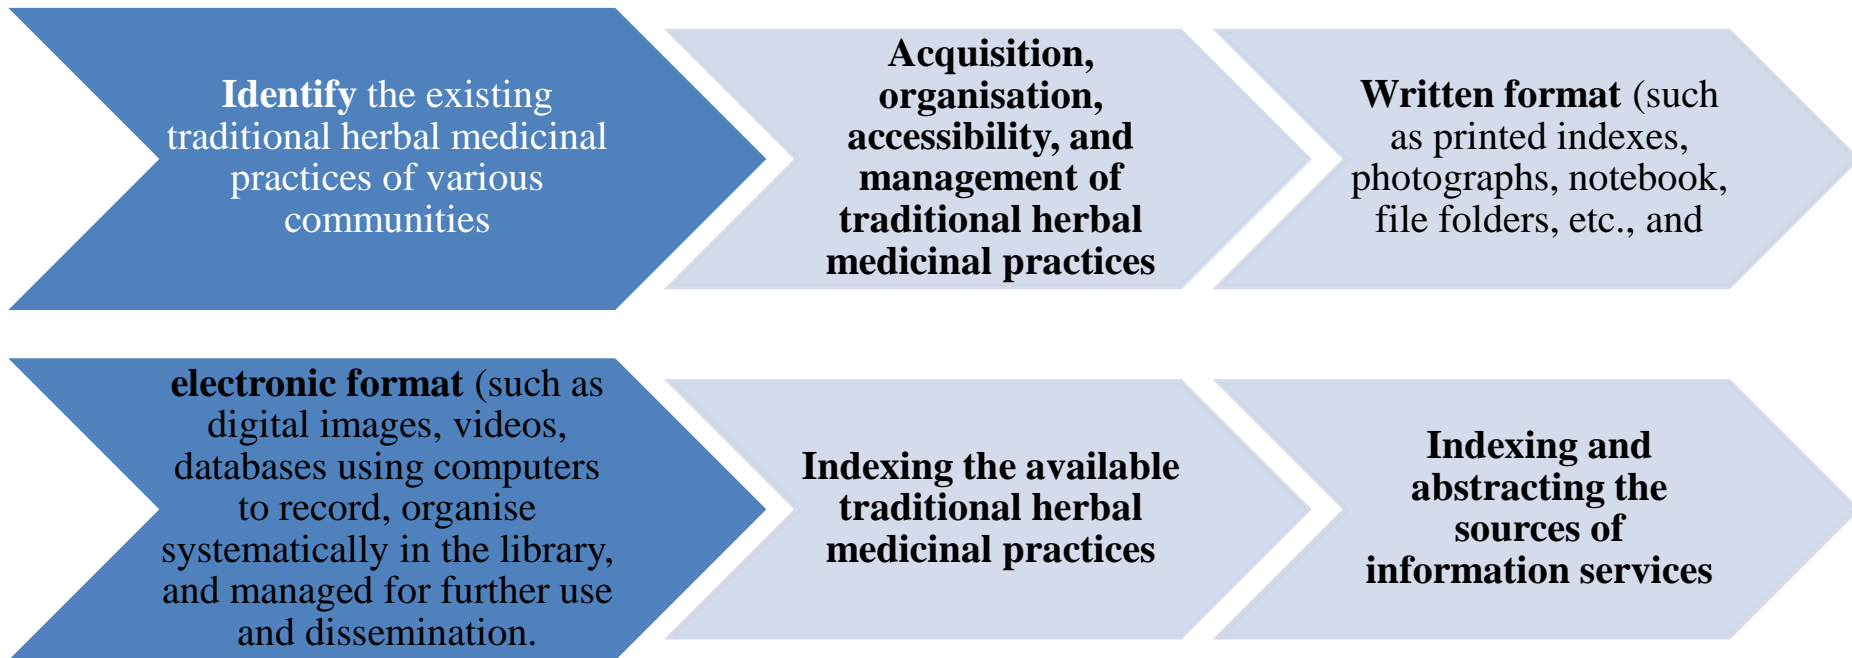 Identify the existing
traditional herbal medicinal
practices of various
communities
Acquisition,
organisation,
accessibility, and
management of
traditional herbal
medicinal practices
Written format (such
as printed indexes,
photographs, notebook,
file folders, etc., and
electronic format (such as
digital images, videos,
databases using computers
to record, organise
systematically in the library,
and managed for further use
and dissemination.
Indexing the available
traditional herbal
medicinal practices
Indexing and
abstracting the
sources of
information services